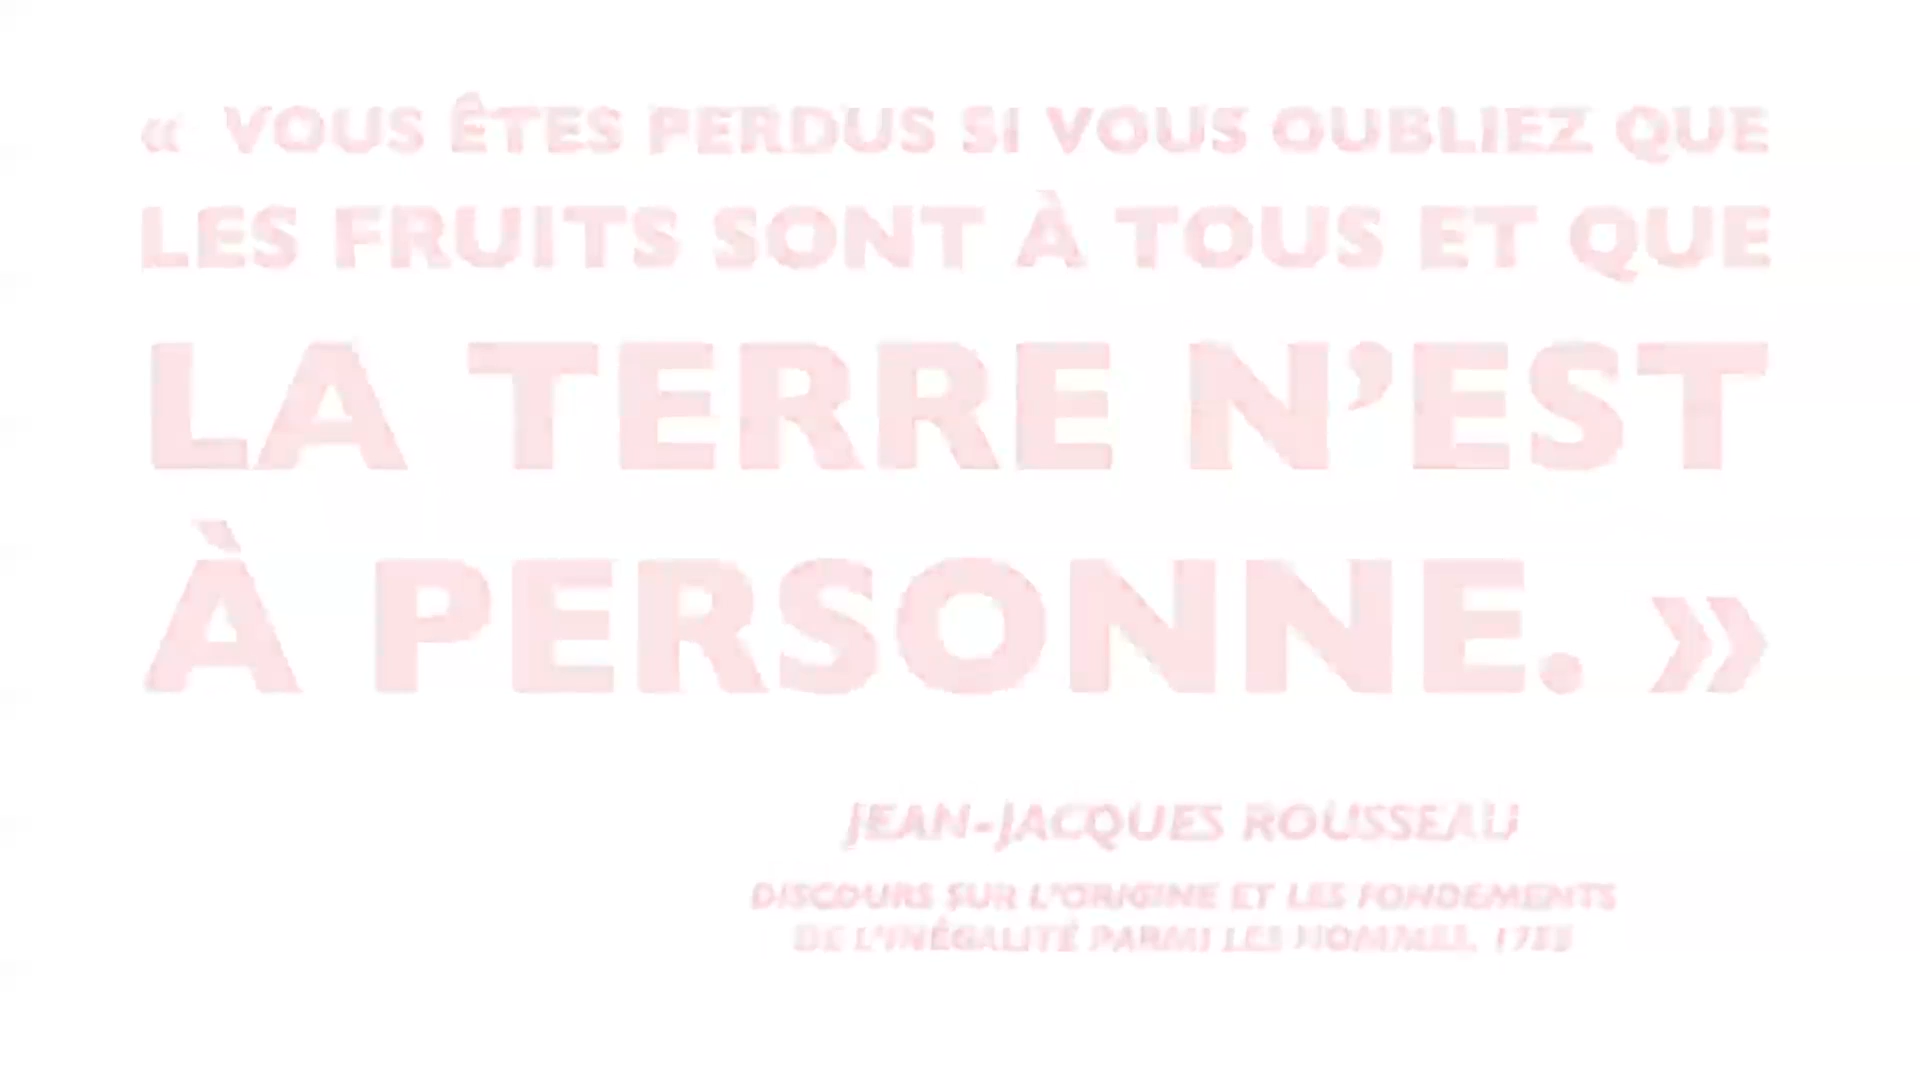 « VOUS ÊTES PERDUS SI VOUS OUBLIEZ QUE
LES FRUITS SONT À TOUS ET QUE
LA TERRE N’EST
À PERSONNE. »
JEAN-JACQUES ROUSSEAU
DISCOURS SUR L’ORIGINE ET LES FONDEMENTS
DE L’INÉGALITÉ PARMI LES HOMMES, 1755